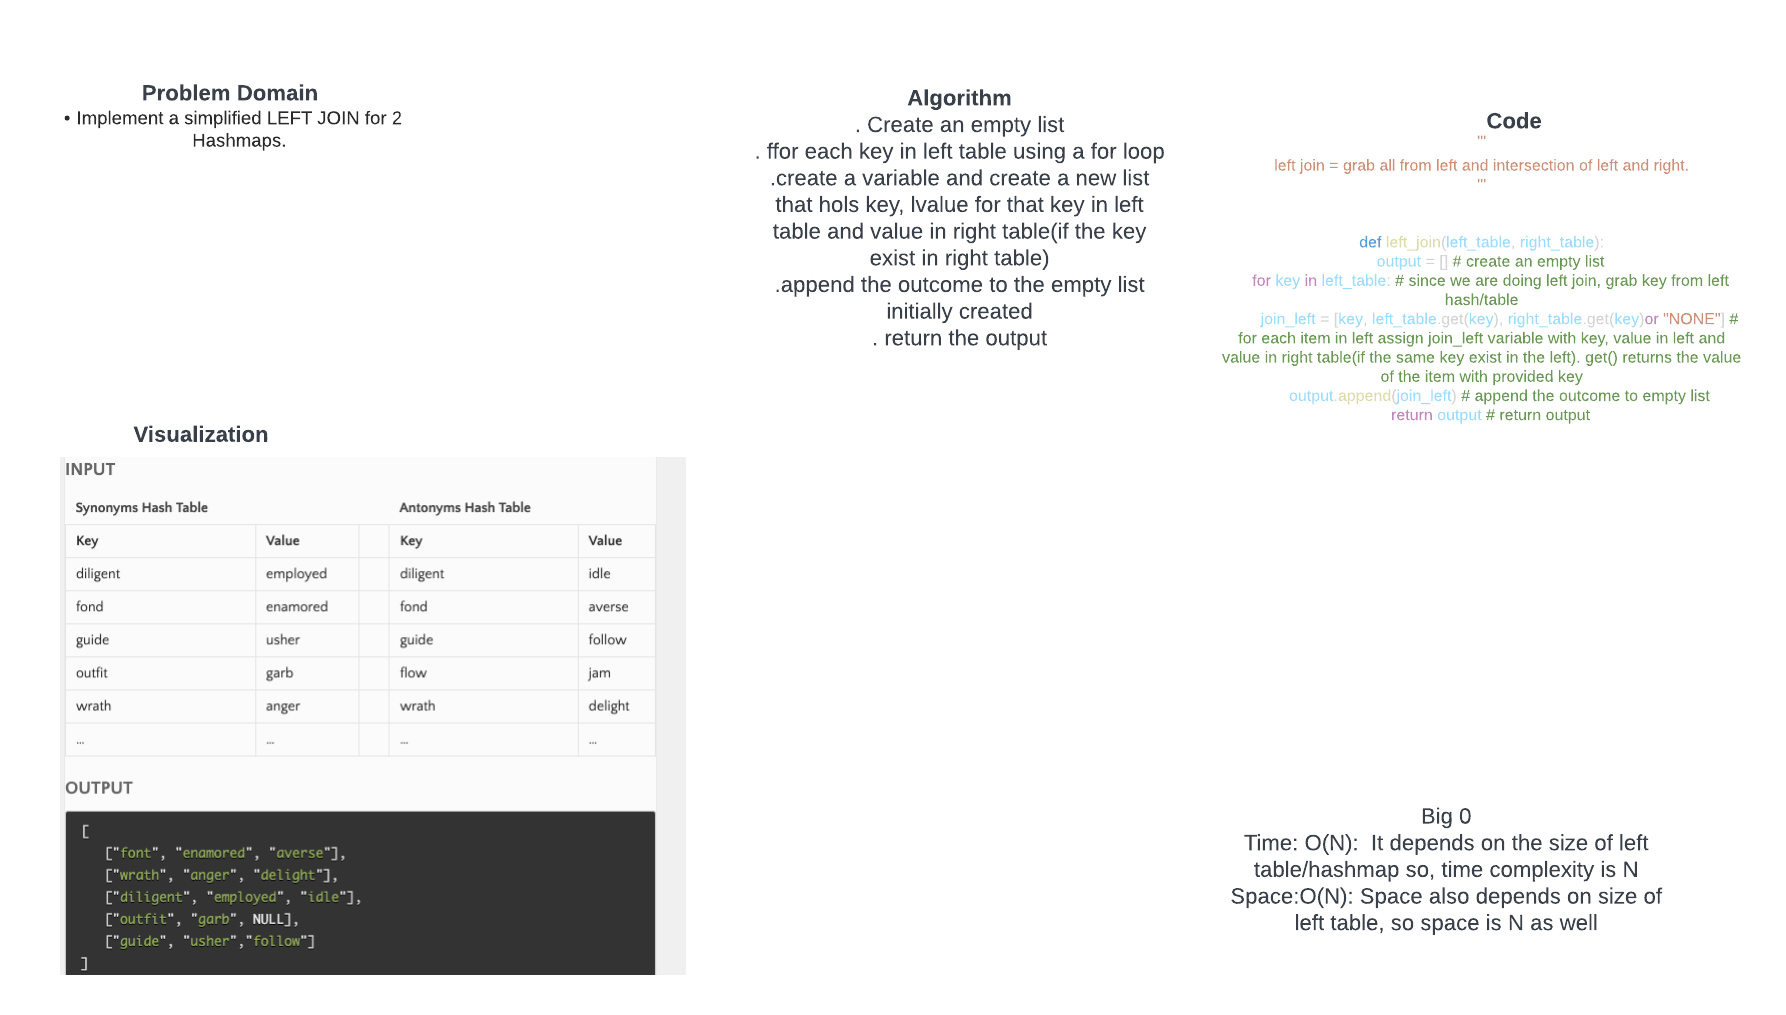 Problem Domain
• Implement a simplified LEFT JOIN for 2
Hashmaps.
Visualization
INPUT
Synonyms Hash Table Antonyms Hash Table
Key Value Key Value
diligent employed diligent idle
fond enamored fond averse
guide usher guide follow
outfit garb flow jam
wrath anger wrath delight
... ... ... ...
OUTPUT
[
["font", "enamored", "averse"],
["wrath", "anger", "delight"],
["diligent", "employed", "idle"],
["outfit", "garb", NULL],
["guide", "usher","follow"]
]
Algorithm
. Create an empty list
. ffor each key in left table using a for loop
.create a variable and create a new list
that hols key, lvalue for that key in left
table and value in right table(if the key
exist in right table)
.append the outcome to the empty list
initially created
. return the output
Code
'''
left join = grab all from left and intersection of left and right.
'''
def left_join(left_table, right_table):
output = [] # create an empty list
for key in left_table: # since we are doing left join, grab key from left
hash/table
join_left = [key, left_table.get(key), right_table.get(key)or "NONE"] #
for each item in left assign join_left variable with key, value in left and
value in right table(if the same key exist in the left). get() returns the value
of the item with provided key
output.append(join_left) # append the outcome to empty list
return output # return output
Big 0
Time: O(N):  It depends on the size of left
table/hashmap so, time complexity is N
Space:O(N): Space also depends on size of
left table, so space is N as well